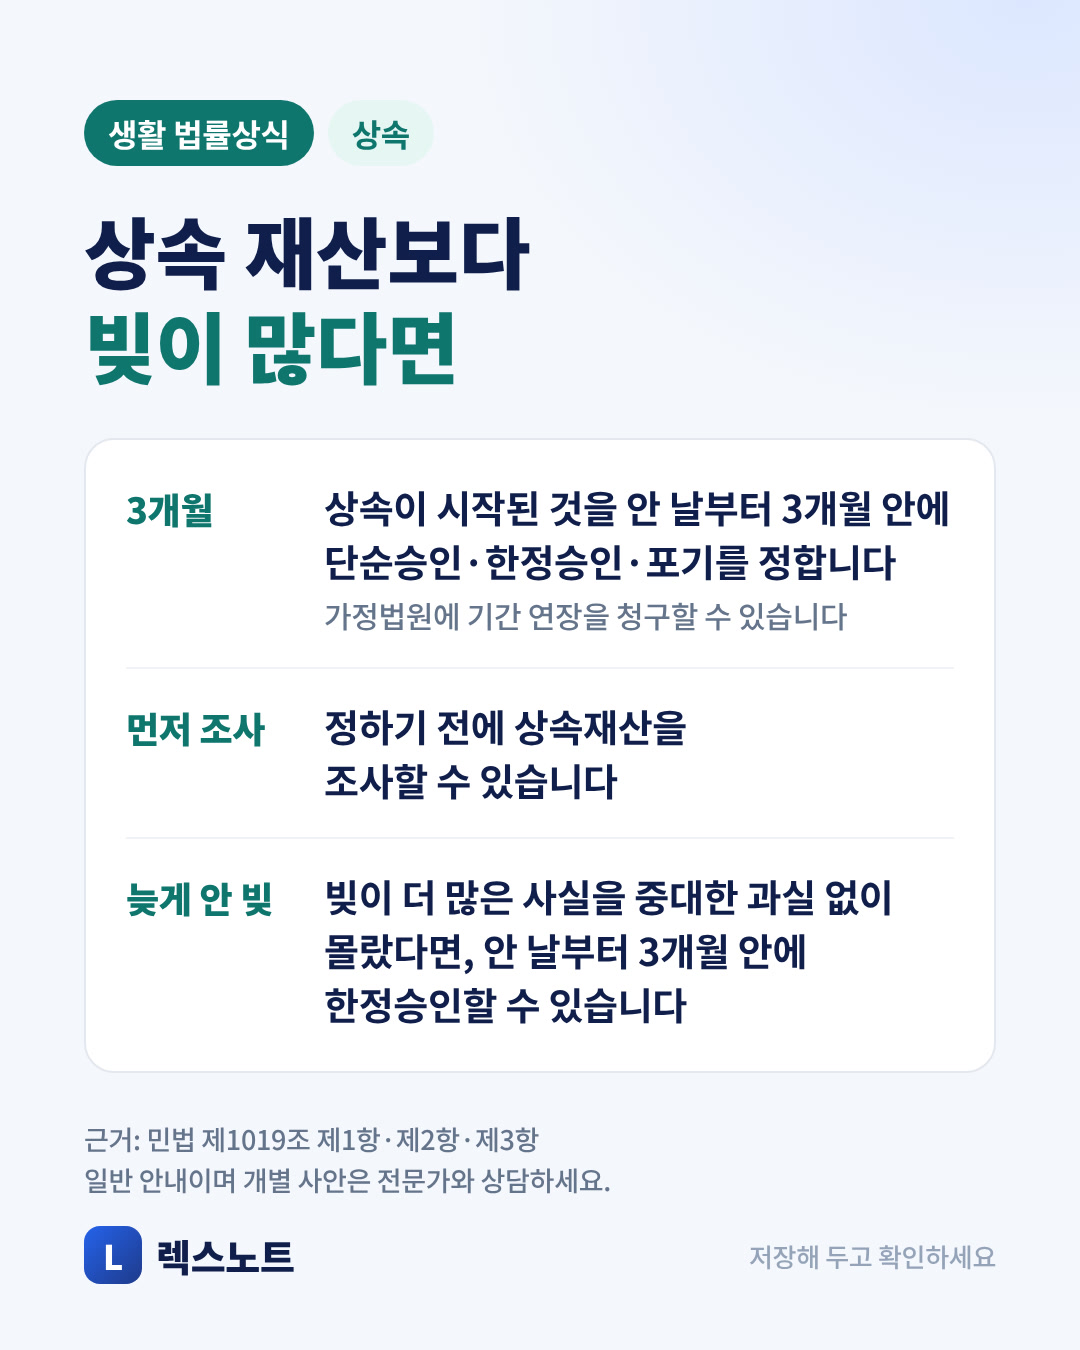 생활 법률상식
상속
상속 재산보다
빚이 많다면
3개월
상속이 시작된 것을 안 날부터 3개월 안에
단순승인·한정승인·포기를 정합니다
가정법원에 기간 연장을 청구할 수 있습니다
먼저 조사
정하기 전에 상속재산을
조사할 수 있습니다
늦게 안 빚
빚이 더 많은 사실을 중대한 과실 없이
몰랐다면, 안 날부터 3개월 안에
한정승인할 수 있습니다
근거: 민법 제1019조 제1항·제2항·제3항
일반 안내이며 개별 사안은 전문가와 상담하세요.
L 렉스노트
저장해 두고 확인하세요